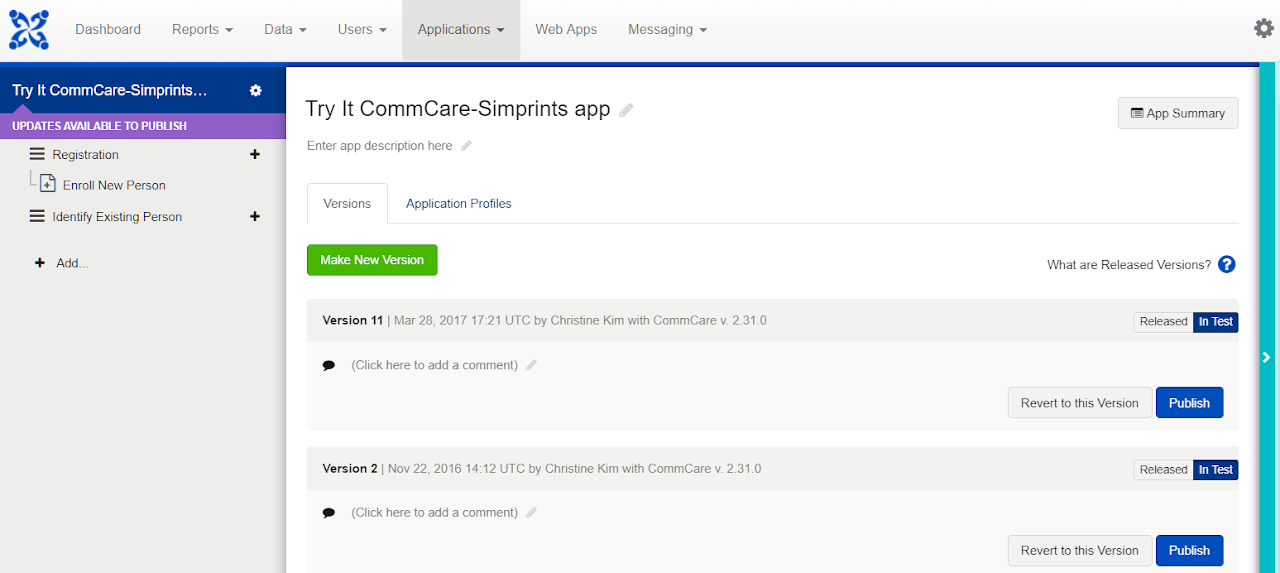 Dashboard Reports Data Users Applications Web Apps Messaging
Try It CommCare-Simprints...
UPDATES AVAILABLE TO PUBLISH
Registration
Enroll New Person
Identify Existing Person
Add...
Try It CommCare-Simprints app
App Summary
Enter app description here
Versions Application Profiles
Make New Version
What are Released Versions? ?
Version 11 | Mar 28, 2017 17:21 UTC by Christine Kim with CommCare v. 2.31.0
Released In Test
(Click here to add a comment)
Revert to this Version Publish
Version 2 | Nov 22, 2016 14:12 UTC by Christine Kim with CommCare v. 2.31.0
Released In Test
(Click here to add a comment)
Revert to this Version Publish